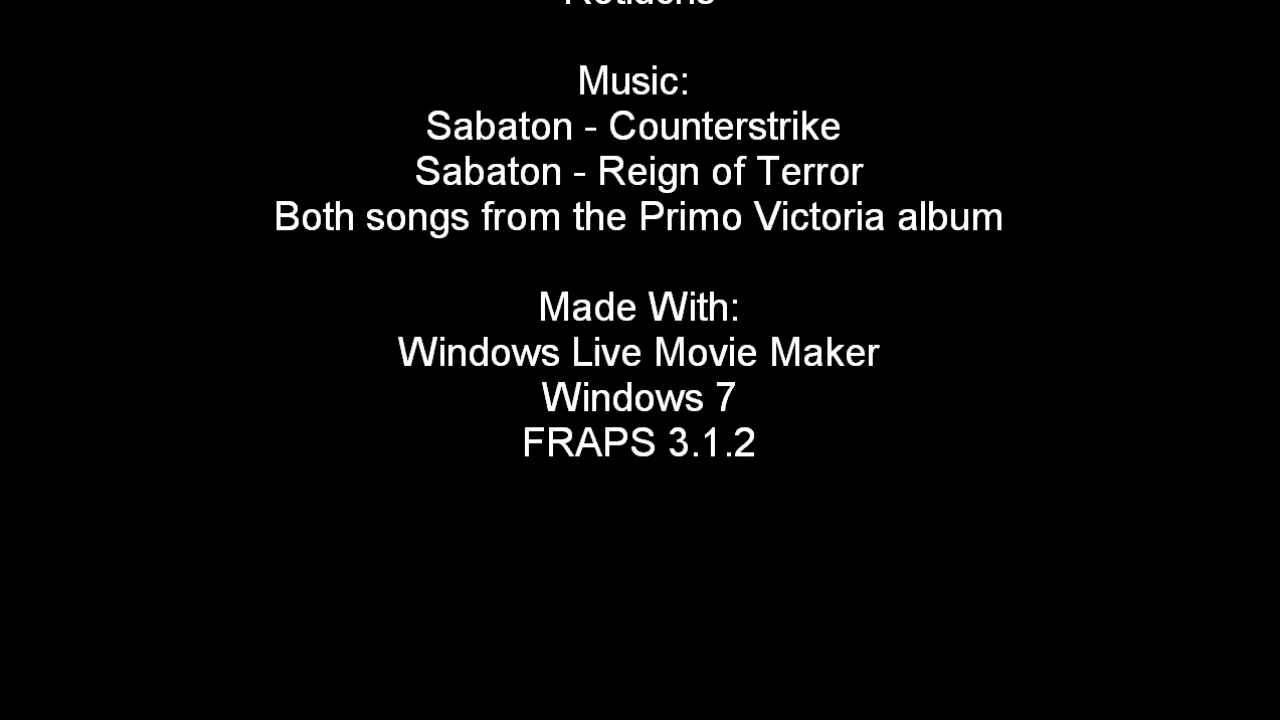 Music:
Sabaton - Counterstrike
Sabaton - Reign of Terror
Both songs from the Primo Victoria album
Made With:
Windows Live Movie Maker
Windows 7
FRAPS 3.1.2